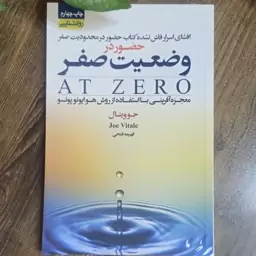 چاپ چهارم
روانشناسی
افشای اسرار فاش نشده کتاب حضور در محدودیت صفر
حضور در
وضعیت صفر
AT ZERO
معجزه آفرینی با استفاده از روش هواوپونوپونو
جو ویتال
Joe Vitale